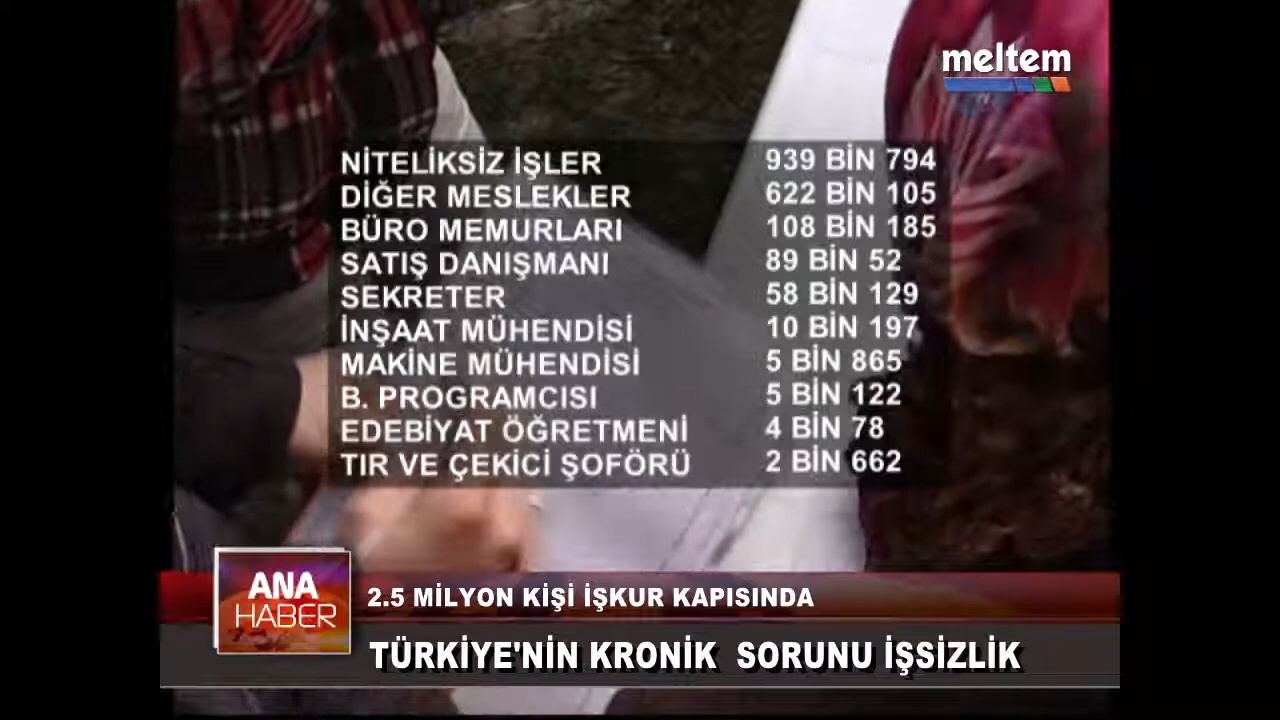 meltem
NİTELİKSİZ İŞLER 939 BİN 794
DİĞER MESLEKLER 622 BİN 105
BÜRO MEMURLARI 108 BİN 185
SATIŞ DANIŞMANI 89 BİN 52
SEKRETER 58 BİN 129
İNŞAAT MÜHENDİSİ 10 BİN 197
MAKİNE MÜHENDİSİ 5 BİN 865
B. PROGRAMCISI 5 BİN 122
EDEBİYAT ÖĞRETMENİ 4 BİN 78
TIR VE ÇEKİCİ ŞOFÖRÜ 2 BİN 662
ANA
HABER
2.5 MİLYON KİŞİ İŞKUR KAPISINDA
TÜRKİYE'NİN KRONİK SORUNU İŞSİZLİK